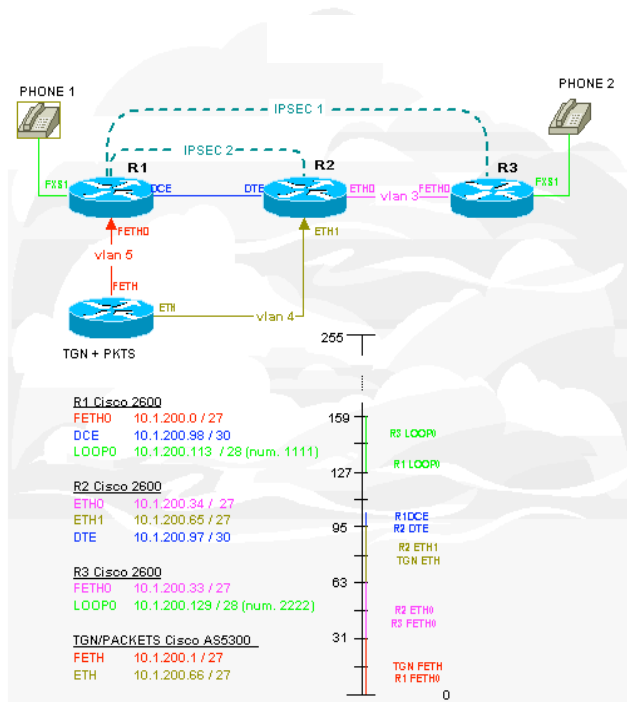 PHONE 1
PHONE 2
IPSEC 1
IPSEC 2
R1
R2
R3
FXS1
DCE
DTE
ETH0
FETH0
vlan 3
FXS1
FETH0
ETH1
vlan 5
FETH
ETH
vlan 4
TGN + PKTS
255
R1 Cisco 2600
FETH0 10.1.200.0 / 27
DCE 10.1.200.98 / 30
LOOP0 10.1.200.113 / 28 (num. 1111)
R2 Cisco 2600
ETH0 10.1.200.34 / 27
ETH1 10.1.200.65 / 27
DTE 10.1.200.97 / 30
R3 Cisco 2600
FETH0 10.1.200.33 / 27
LOOP0 10.1.200.129 / 28 (num. 2222)
TGN/PACKETS Cisco AS5300
FETH 10.1.200.1 / 27
ETH 10.1.200.66 / 27
159
R3 LOOP0
R1 LOOP0
127
R1DCE
95
R2 DTE
R2 ETH1
TGN ETH
63
R2 ETH0
R3 FETH0
31
TGN FETH
R1 FETH0
0